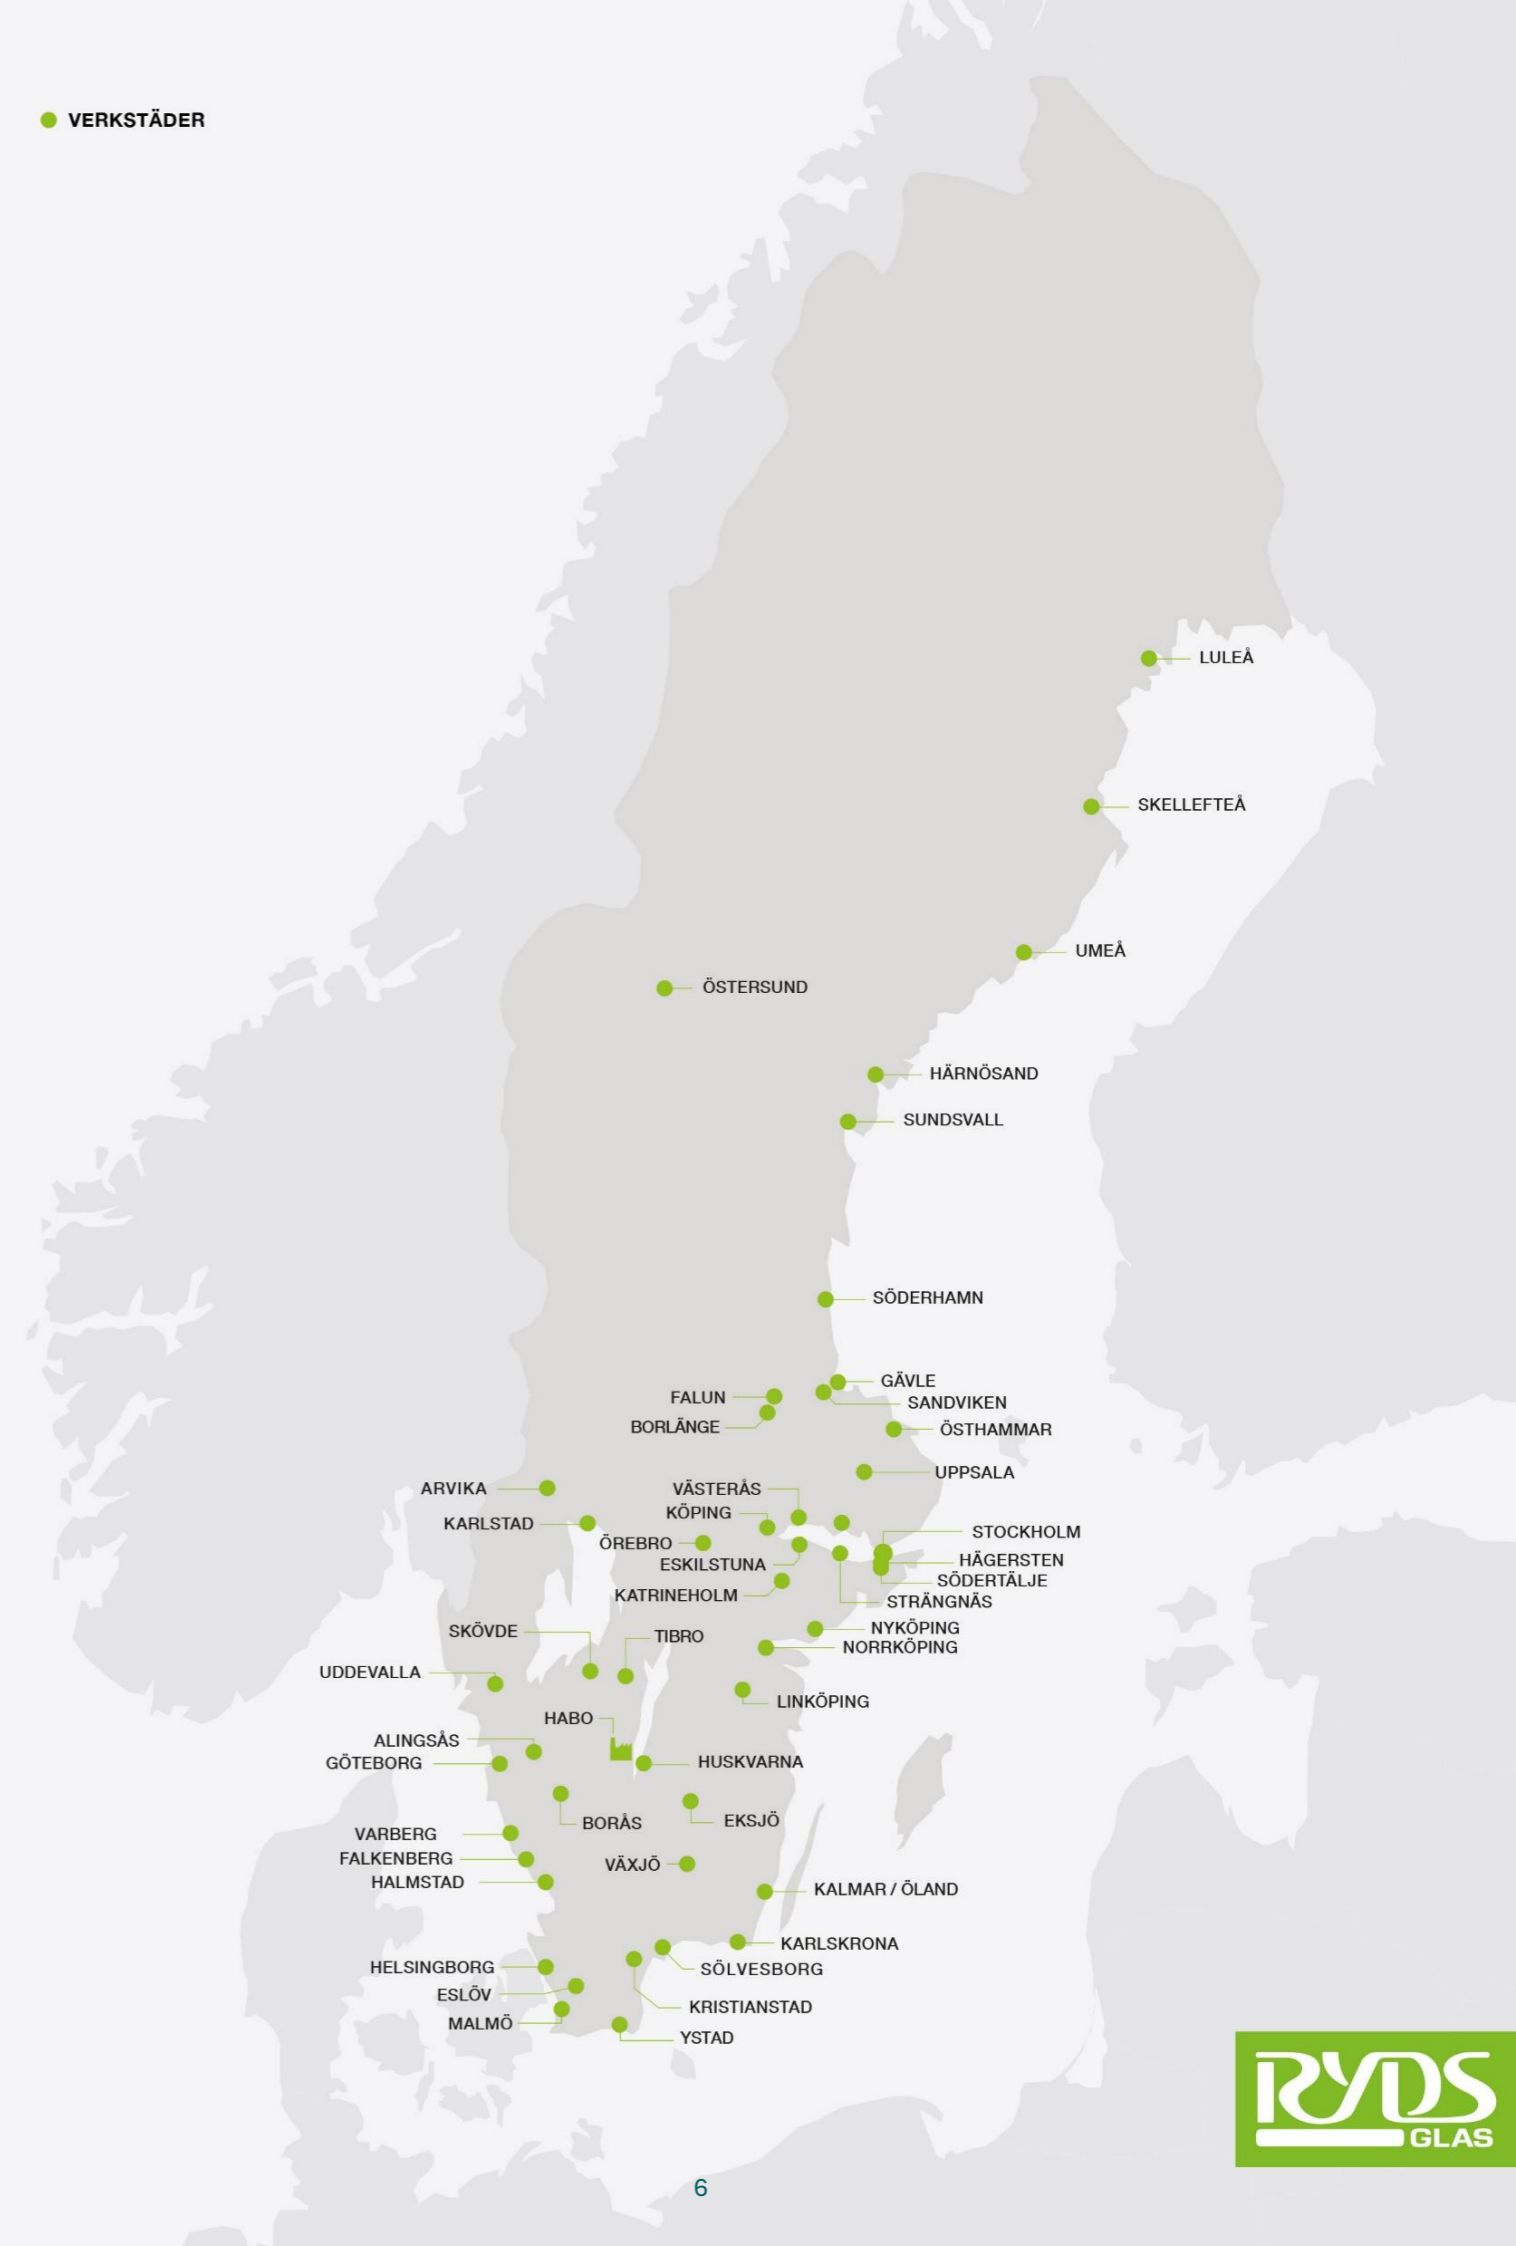 VERKSTÄDER
LULEÅ
SKELLEFTEÅ
UMEÅ
ÖSTERSUND
HÄRNÖSAND
SUNDSVALL
SÖDERHAMN
GÄVLE
FALUN
SANDVIKEN
BORLÄNGE
ÖSTHAMMAR
UPPSALA
ARVIKA
VÄSTERÅS
KÖPING
KARLSTAD
STOCKHOLM
ÖREBRO
HÄGERSTEN
ESKILSTUNA
SÖDERTÄLJE
KATRINEHOLM
STRÄNGNÄS
NYKÖPING
SKÖVDE
TIBRO
NORRKÖPING
UDDEVALLA
LINKÖPING
HABO
ALINGSÅS
GÖTEBORG
HUSKVARNA
BORÅS
EKSJÖ
VARBERG
FALKENBERG
VÄXJÖ
HALMSTAD
KALMAR / ÖLAND
KARLSKRONA
HELSINGBORG
SÖLVESBORG
ESLÖV
KRISTIANSTAD
MALMÖ
YSTAD
RYDS
GLAS
6